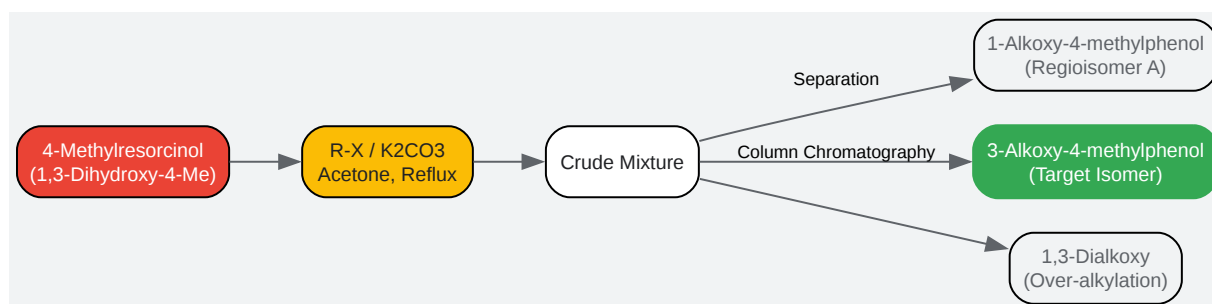 4-Methylresorcinol
(1,3-Dihydroxy-4-Me)
R-X / K2CO3
Acetone, Reflux
Crude Mixture
Separation
Column Chromatography
1-Alkoxy-4-methylphenol
(Regioisomer A)
3-Alkoxy-4-methylphenol
(Target Isomer)
1,3-Dialkoxy
(Over-alkylation)